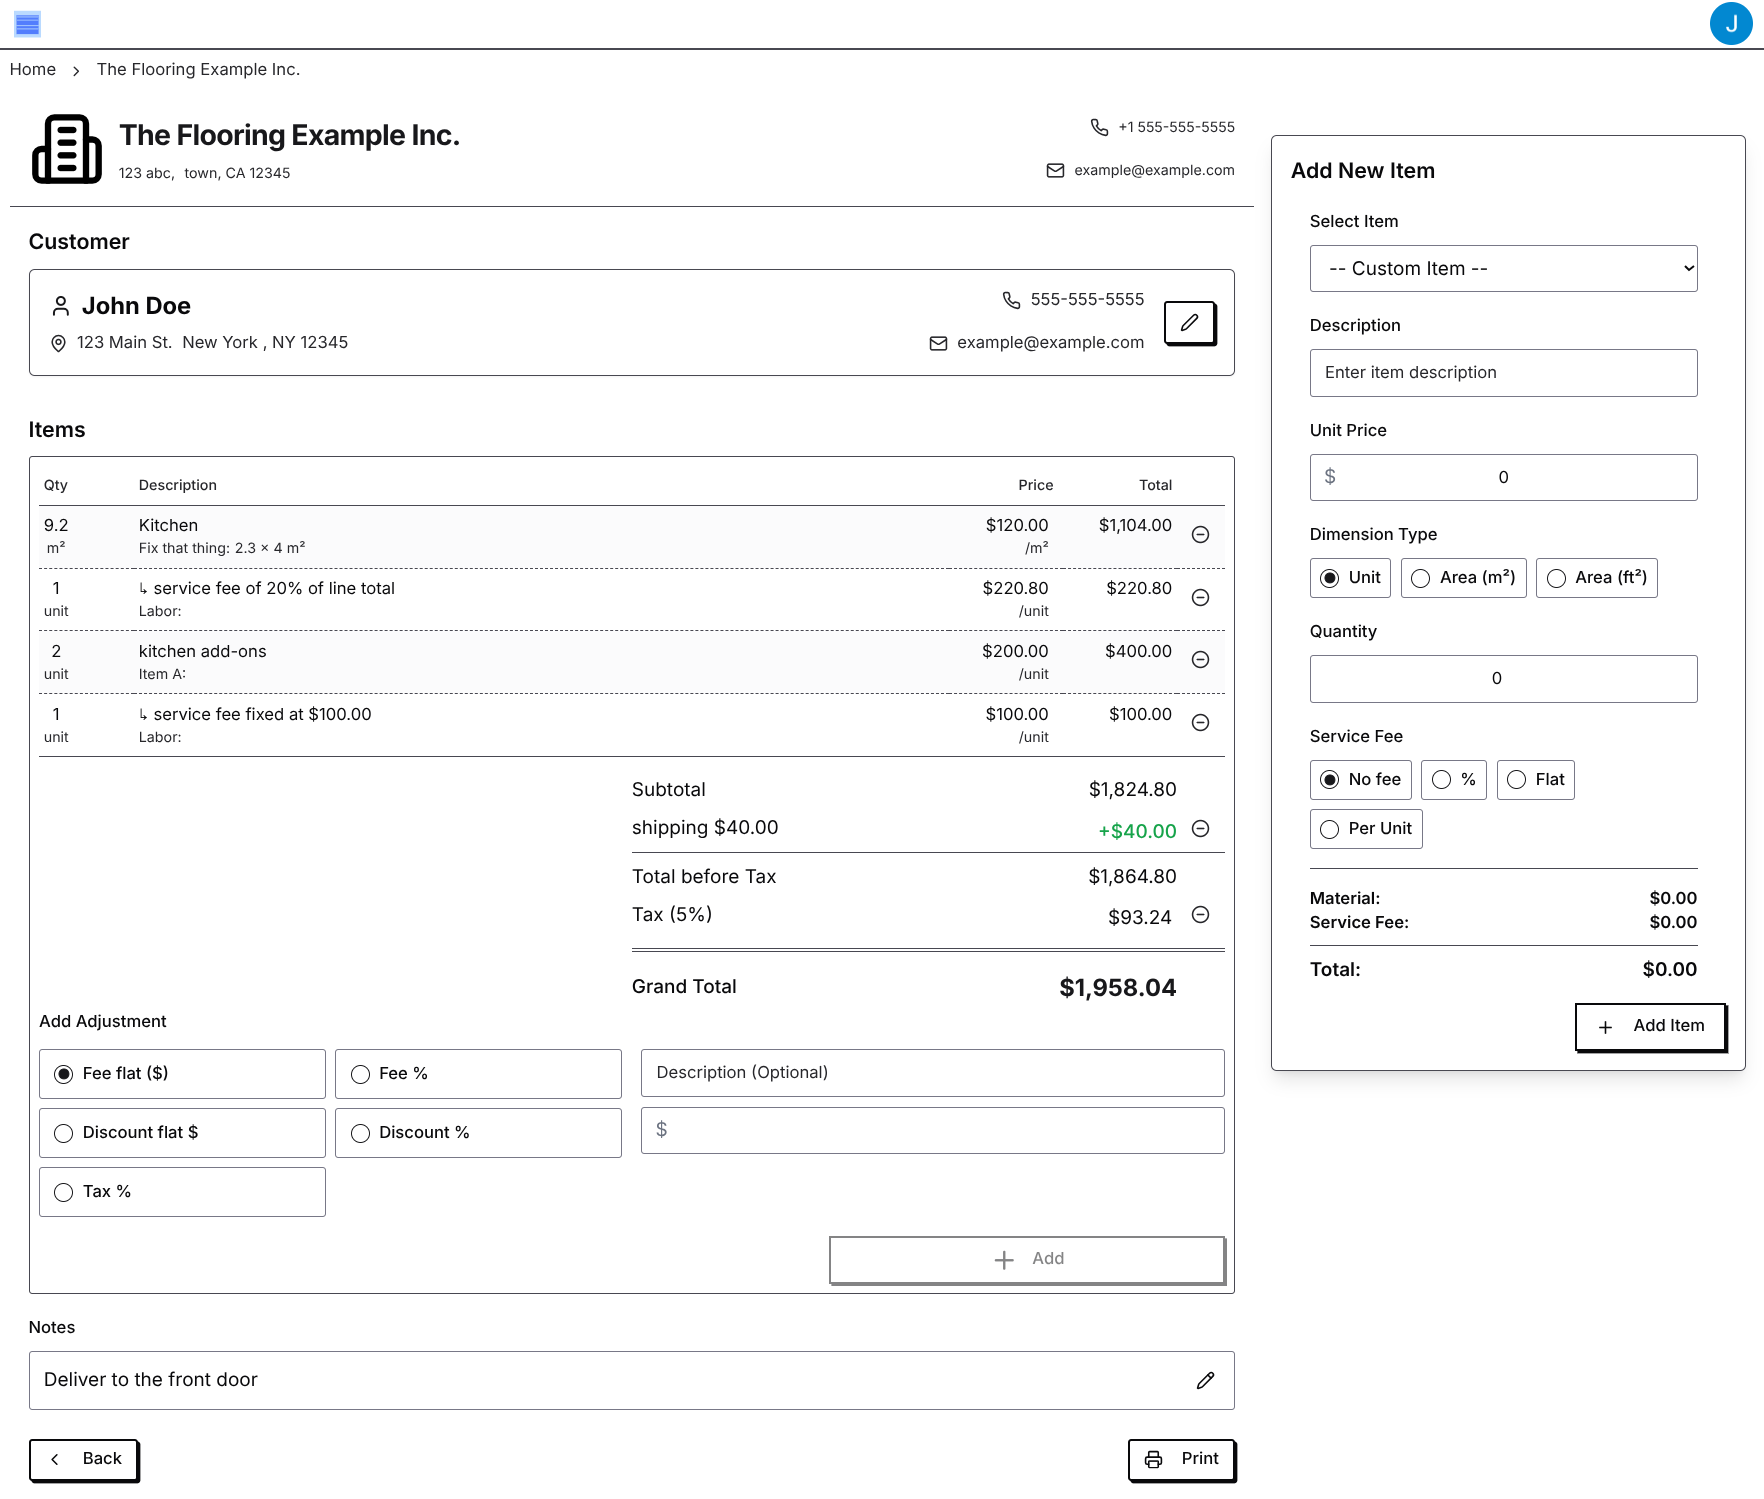 J
Home > The Flooring Example Inc.
The Flooring Example Inc.
123 abc, town, CA 12345
+1 555-555-5555
example@example.com
Customer
John Doe
123 Main St. New York , NY 12345
555-555-5555
example@example.com
Items
Qty Description Price Total
9.2 Kitchen $120.00 $1,104.00
m² Fix that thing: 2.3 × 4 m² /m²
1 ↳ service fee of 20% of line total $220.80 $220.80
unit Labor: /unit
2 kitchen add-ons $200.00 $400.00
unit Item A: /unit
1 ↳ service fee fixed at $100.00 $100.00 $100.00
unit Labor: /unit
Subtotal $1,824.80
shipping $40.00 +$40.00
Total before Tax $1,864.80
Tax (5%) $93.24
Grand Total $1,958.04
Add Adjustment
Fee flat ($) Fee % Description (Optional)
Discount flat $ Discount % $
Tax %
+ Add
Notes
Deliver to the front door
Back Print
Add New Item
Select Item
-- Custom Item --
Description
Enter item description
Unit Price
$ 0
Dimension Type
Unit Area (m²) Area (ft²)
Quantity
0
Service Fee
No fee % Flat
Per Unit
Material: $0.00
Service Fee: $0.00
Total: $0.00
+ Add Item